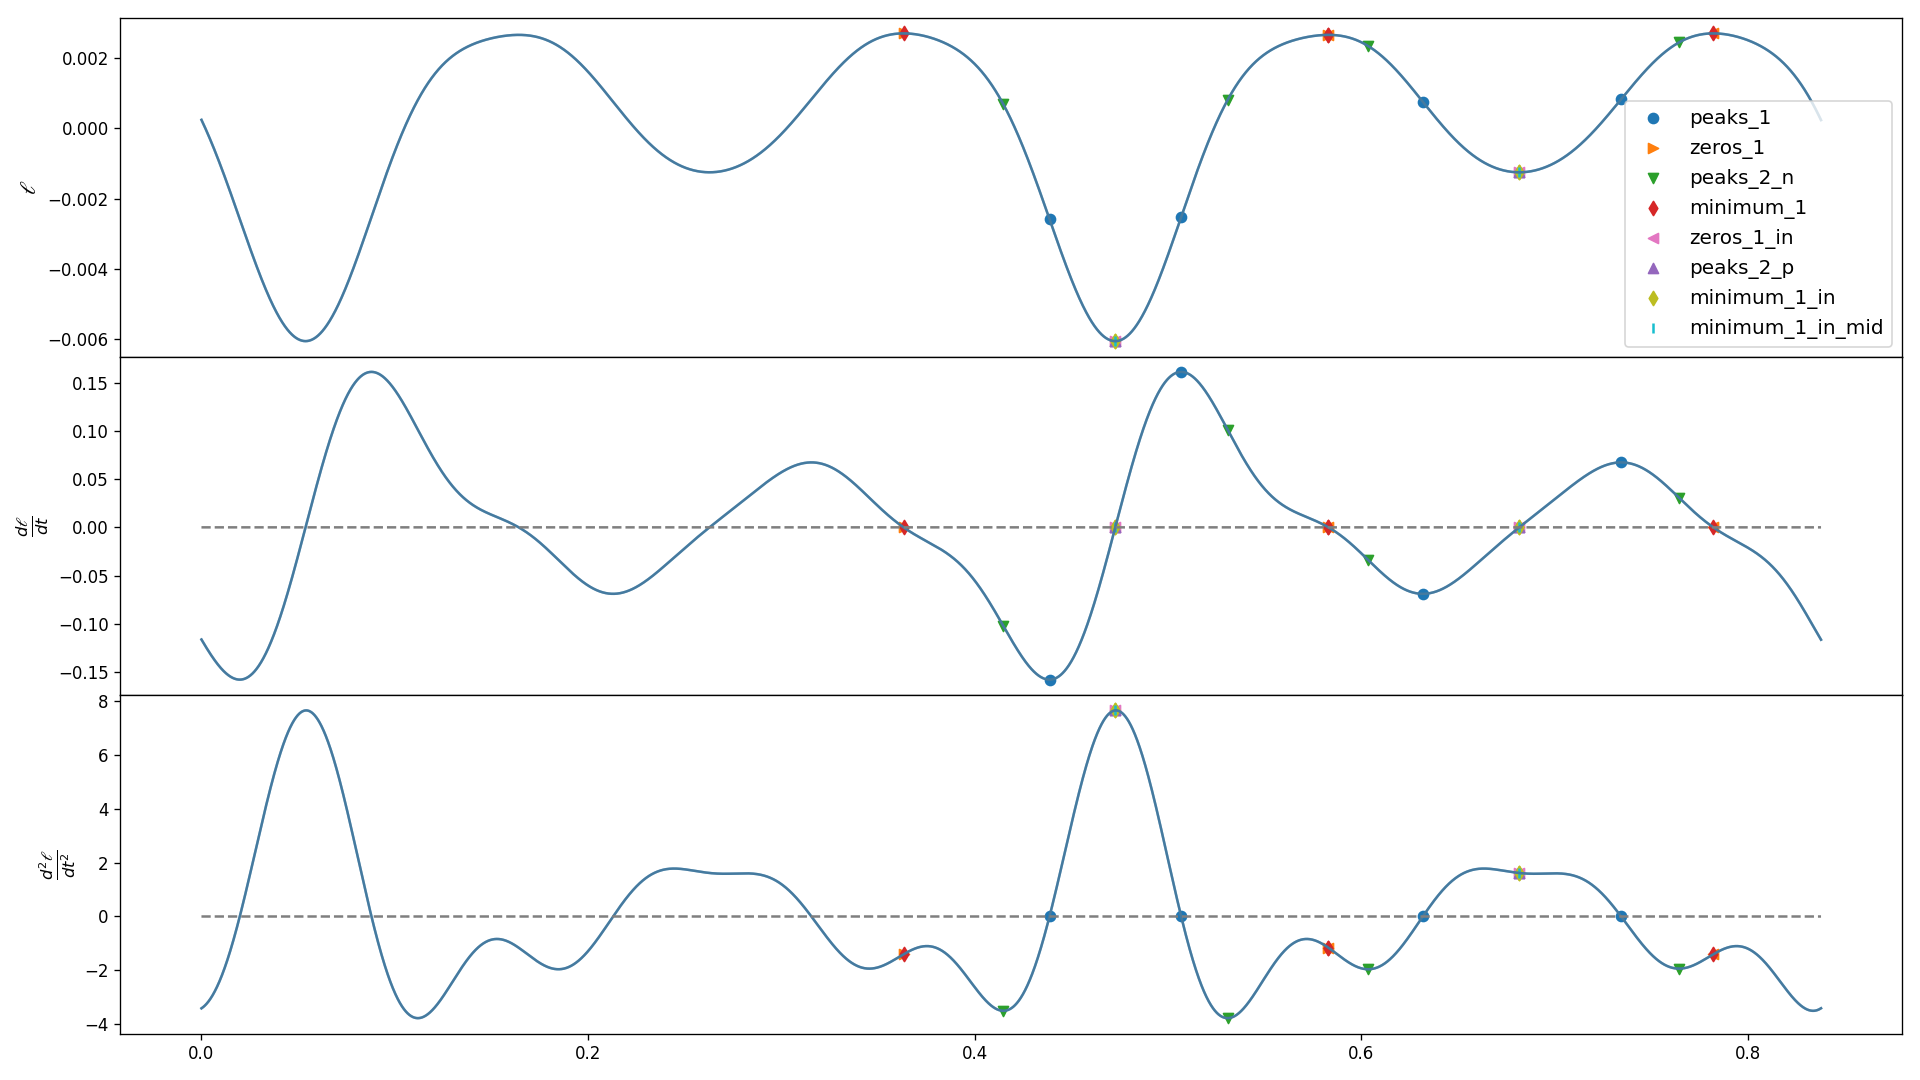 0.002
0.000
−0.002
−0.004
−0.006
ℓ
peaks_1
zeros_1
peaks_2_n
minimum_1
zeros_1_in
peaks_2_p
minimum_1_in
minimum_1_in_mid
0.15
0.10
0.05
0.00
−0.05
−0.10
−0.15
dℓ
dt
8
6
4
2
0
−2
−4
d²ℓ
dt²
0.0 0.2 0.4 0.6 0.8